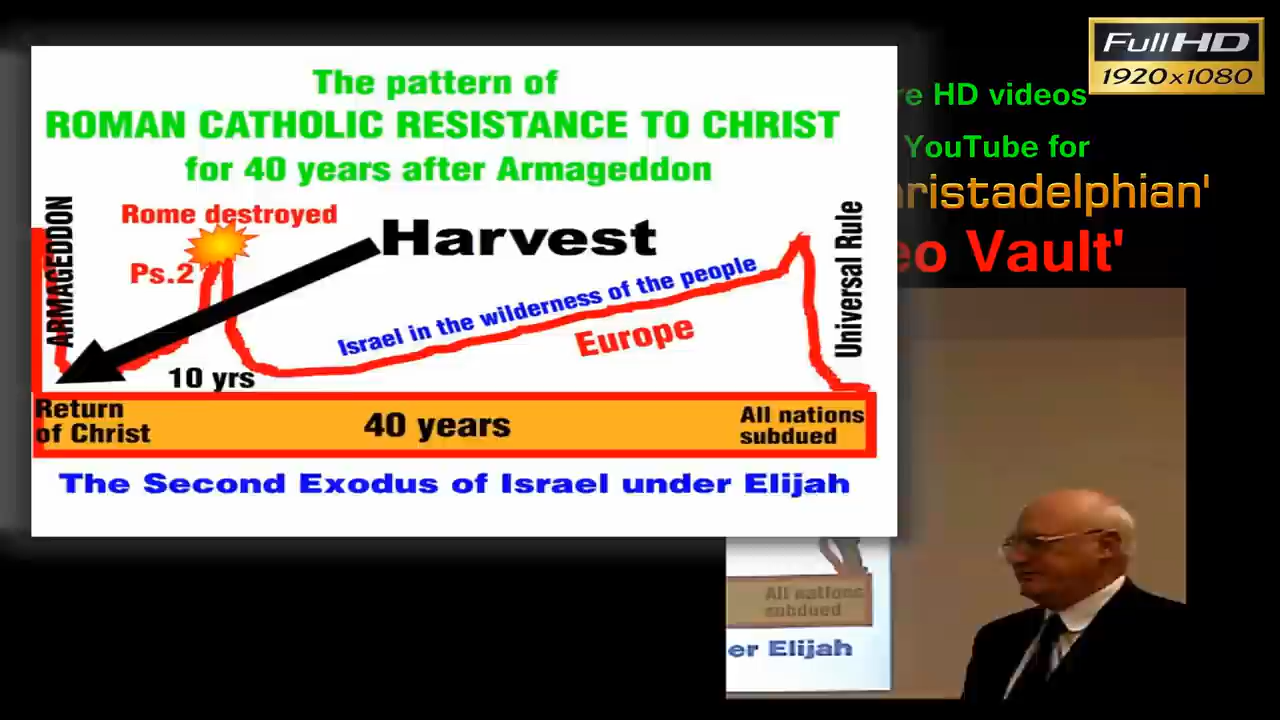 The pattern of
ROMAN CATHOLIC RESISTANCE TO CHRIST
for 40 years after Armageddon
ARMAGEDDON
Rome destroyed
Harvest
Ps.2
Israel in the wilderness of the people
Europe
Universal Rule
10 yrs
Return
of Christ
40 years
All nations
subdued
The Second Exodus of Israel under Elijah
Full HD
1920x1080
re HD videos
YouTube for
ristadelphian'
eo Vault'
All nations
subdued
er Elijah